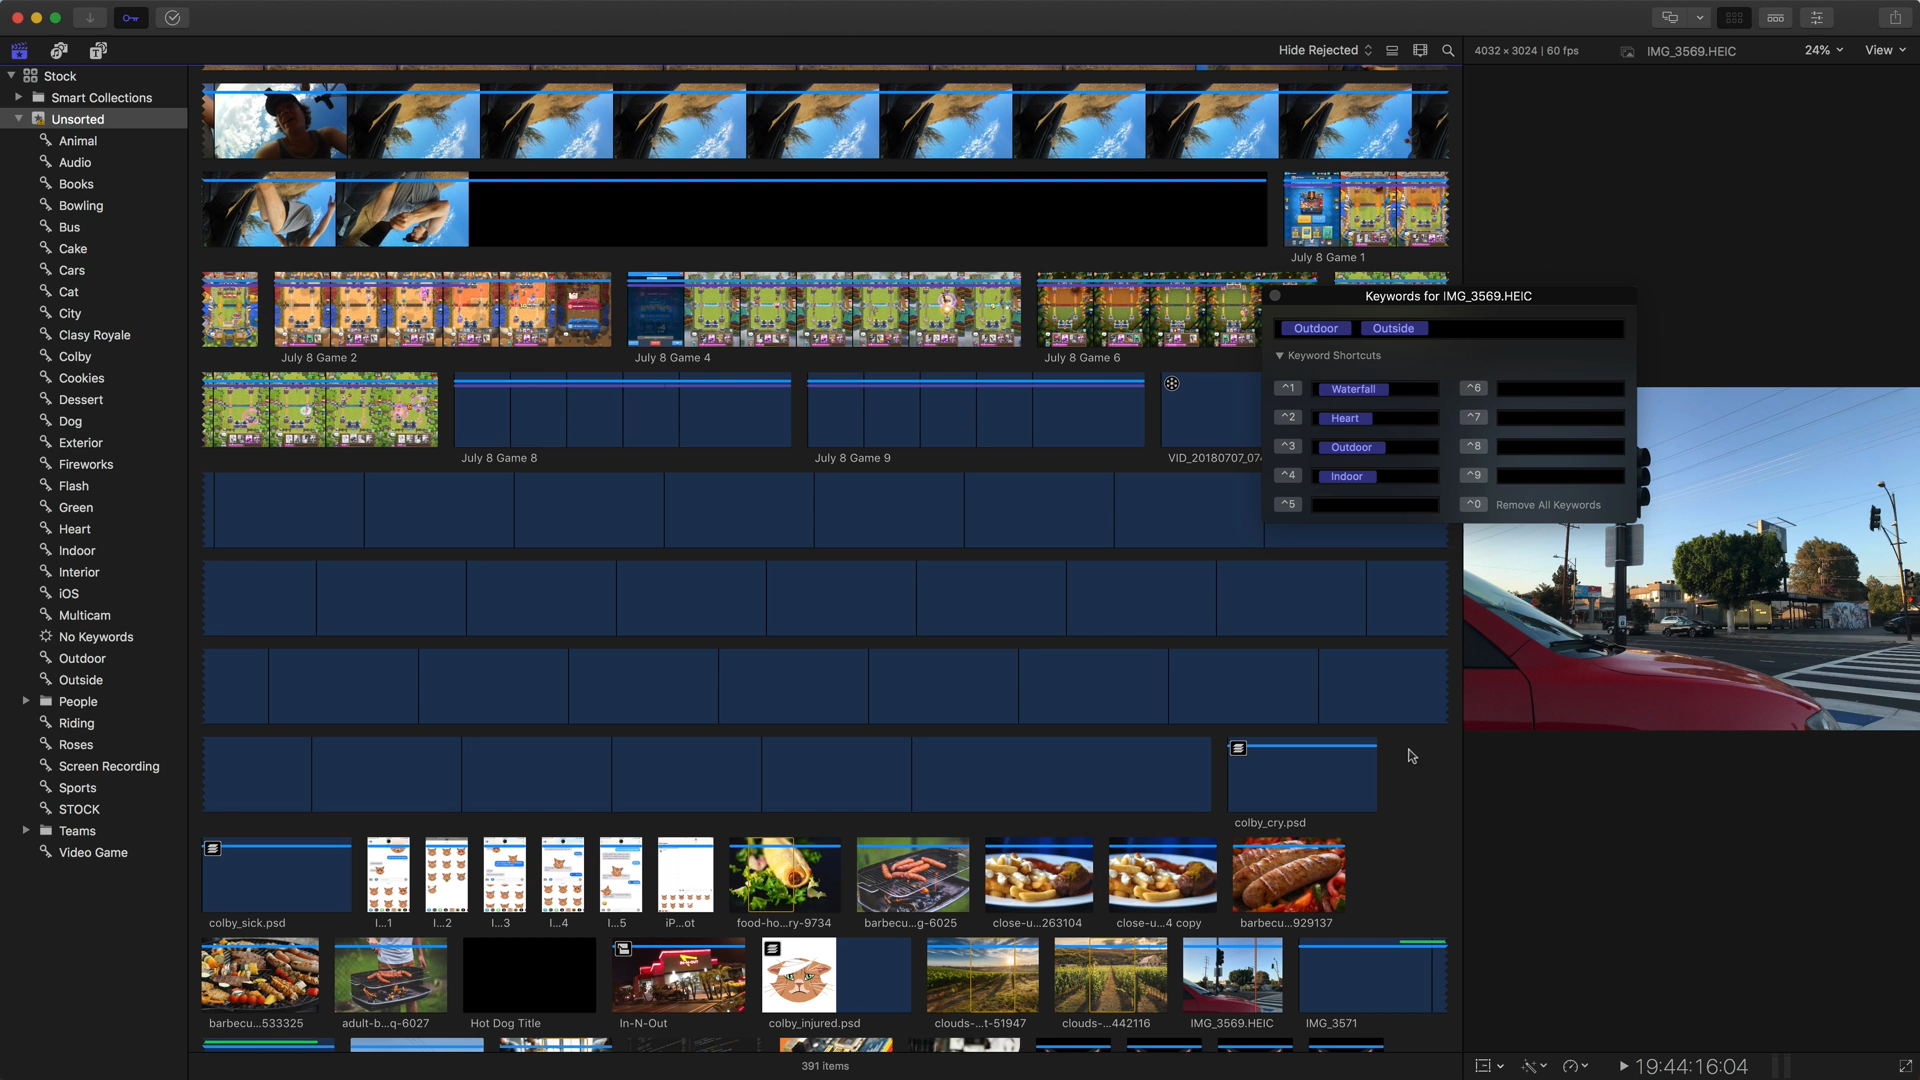 Hide Rejected
4032 × 3024 | 60 fps
IMG_3569.HEIC
24%
View
Stock
Smart Collections
Unsorted
Animal
Audio
Books
Bowling
Bus
Cake
Cars
Cat
City
Clasy Royale
Colby
Cookies
Dessert
Dog
Exterior
Fireworks
Flash
Green
Heart
Indoor
Interior
iOS
Multicam
No Keywords
Outdoor
Outside
People
Riding
Roses
Screen Recording
Sports
STOCK
Teams
Video Game
July 8 Game 1
July 8 Game 2
July 8 Game 4
July 8 Game 6
July 8 Game 8
July 8 Game 9
VID_20180707_07
Keywords for IMG_3569.HEIC
Outdoor Outside
Keyword Shortcuts
^1 Waterfall ^6
^2 Heart ^7
^3 Outdoor ^8
^4 Indoor ^9
^5 ^0 Remove All Keywords
colby_cry.psd
colby_sick.psd
I...1
I...2
I...3
I...4
I...5
iP...ot
food-ho...ry-9734
barbecu...g-6025
close-u...263104
close-u...4 copy
barbecu...929137
barbecu...533325
adult-b...q-6027
Hot Dog Title
In-N-Out
colby_injured.psd
clouds-...t-51947
clouds-...442116
IMG_3569.HEIC
IMG_3571
391 items
19:44:16:04